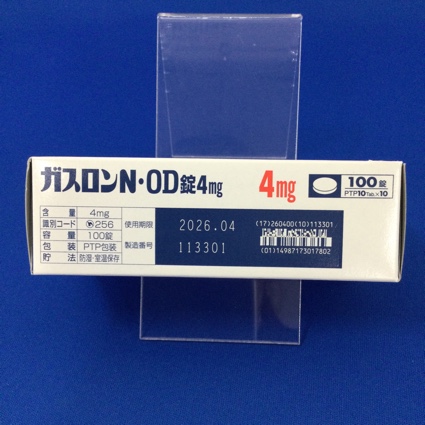 ガスロンN・OD錠4mg
4mg
100錠
PTP10Tab.×10
含量 4mg
識別コード 256
容量 100錠
包装 PTP包装
貯法 防湿・室温保存
使用期限 2026.04
製造番号 113301
(17)260400(10)113301
(01)14987173017802